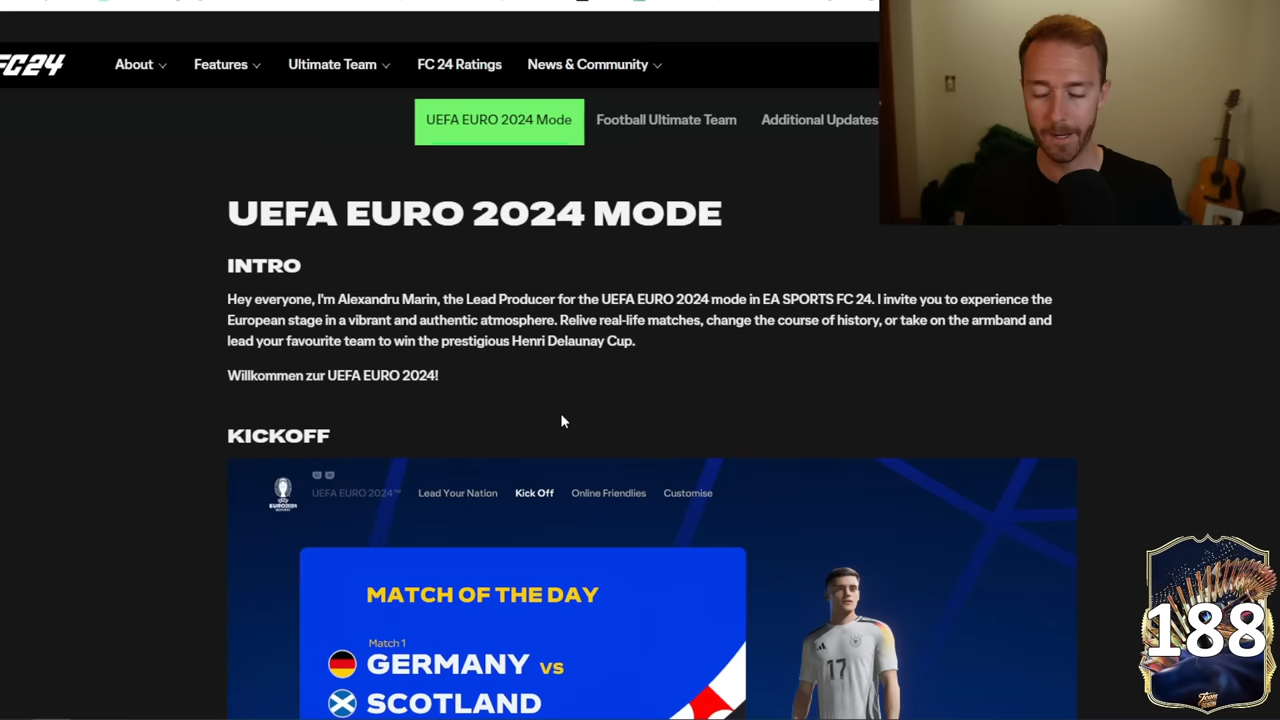 FC24
About
Features
Ultimate Team
FC 24 Ratings
News & Community
UEFA EURO 2024 Mode
Football Ultimate Team
Additional Updates
UEFA EURO 2024 MODE
INTRO
Hey everyone, I'm Alexandru Marin, the Lead Producer for the UEFA EURO 2024 mode in EA SPORTS FC 24. I invite you to experience the
European stage in a vibrant and authentic atmosphere. Relive real-life matches, change the course of history, or take on the armband and
lead your favourite team to win the prestigious Henri Delaunay Cup.
Willkommen zur UEFA EURO 2024!
KICKOFF
UEFA EURO 2024™
Lead Your Nation
Kick Off
Online Friendlies
Customise
EURO2024
MATCH OF THE DAY
Match 1
GERMANY vs
SCOTLAND
17
188
Team